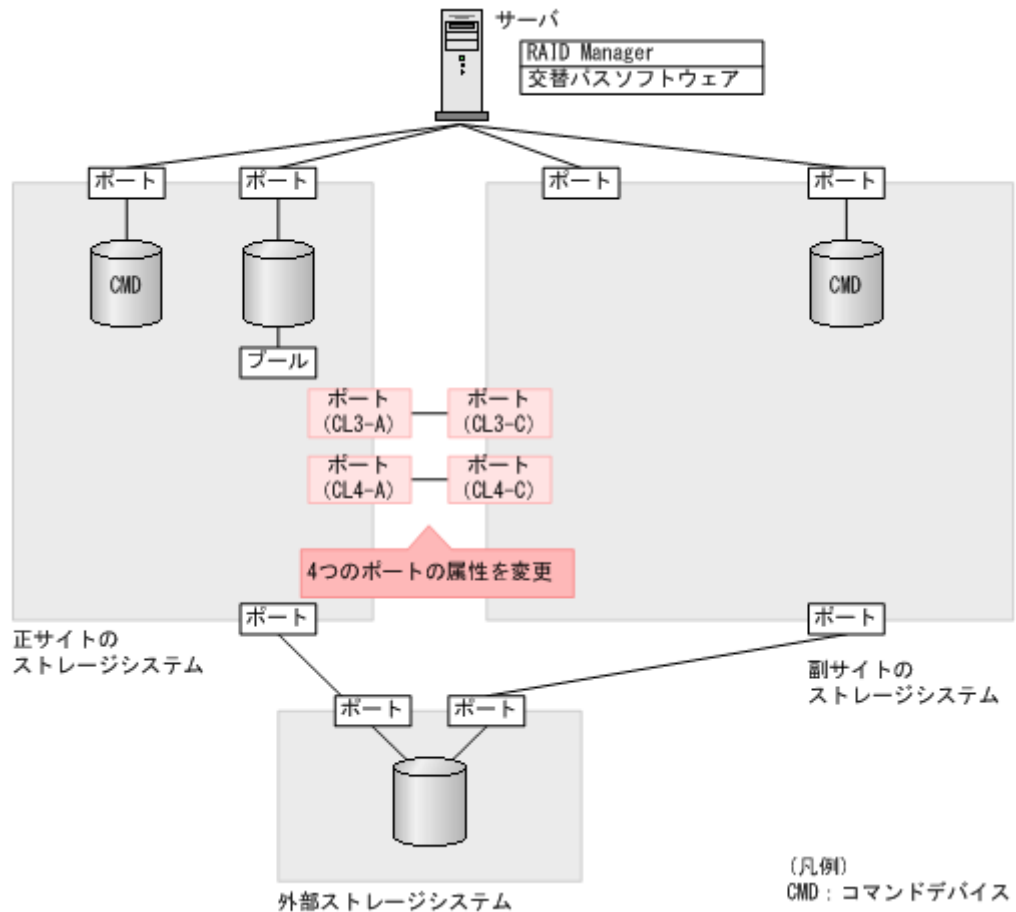 サーバ
RAID Manager
交替パスソフトウェア
ポート
ポート
ポート
ポート
CMD
CMD
プール
ポート
(CL3-A)
ポート
(CL3-C)
ポート
(CL4-A)
ポート
(CL4-C)
4つのポートの属性を変更
ポート
ポート
正サイトの
ストレージシステム
副サイトの
ストレージシステム
ポート
ポート
外部ストレージシステム
(凡例)
CMD：コマンドデバイス